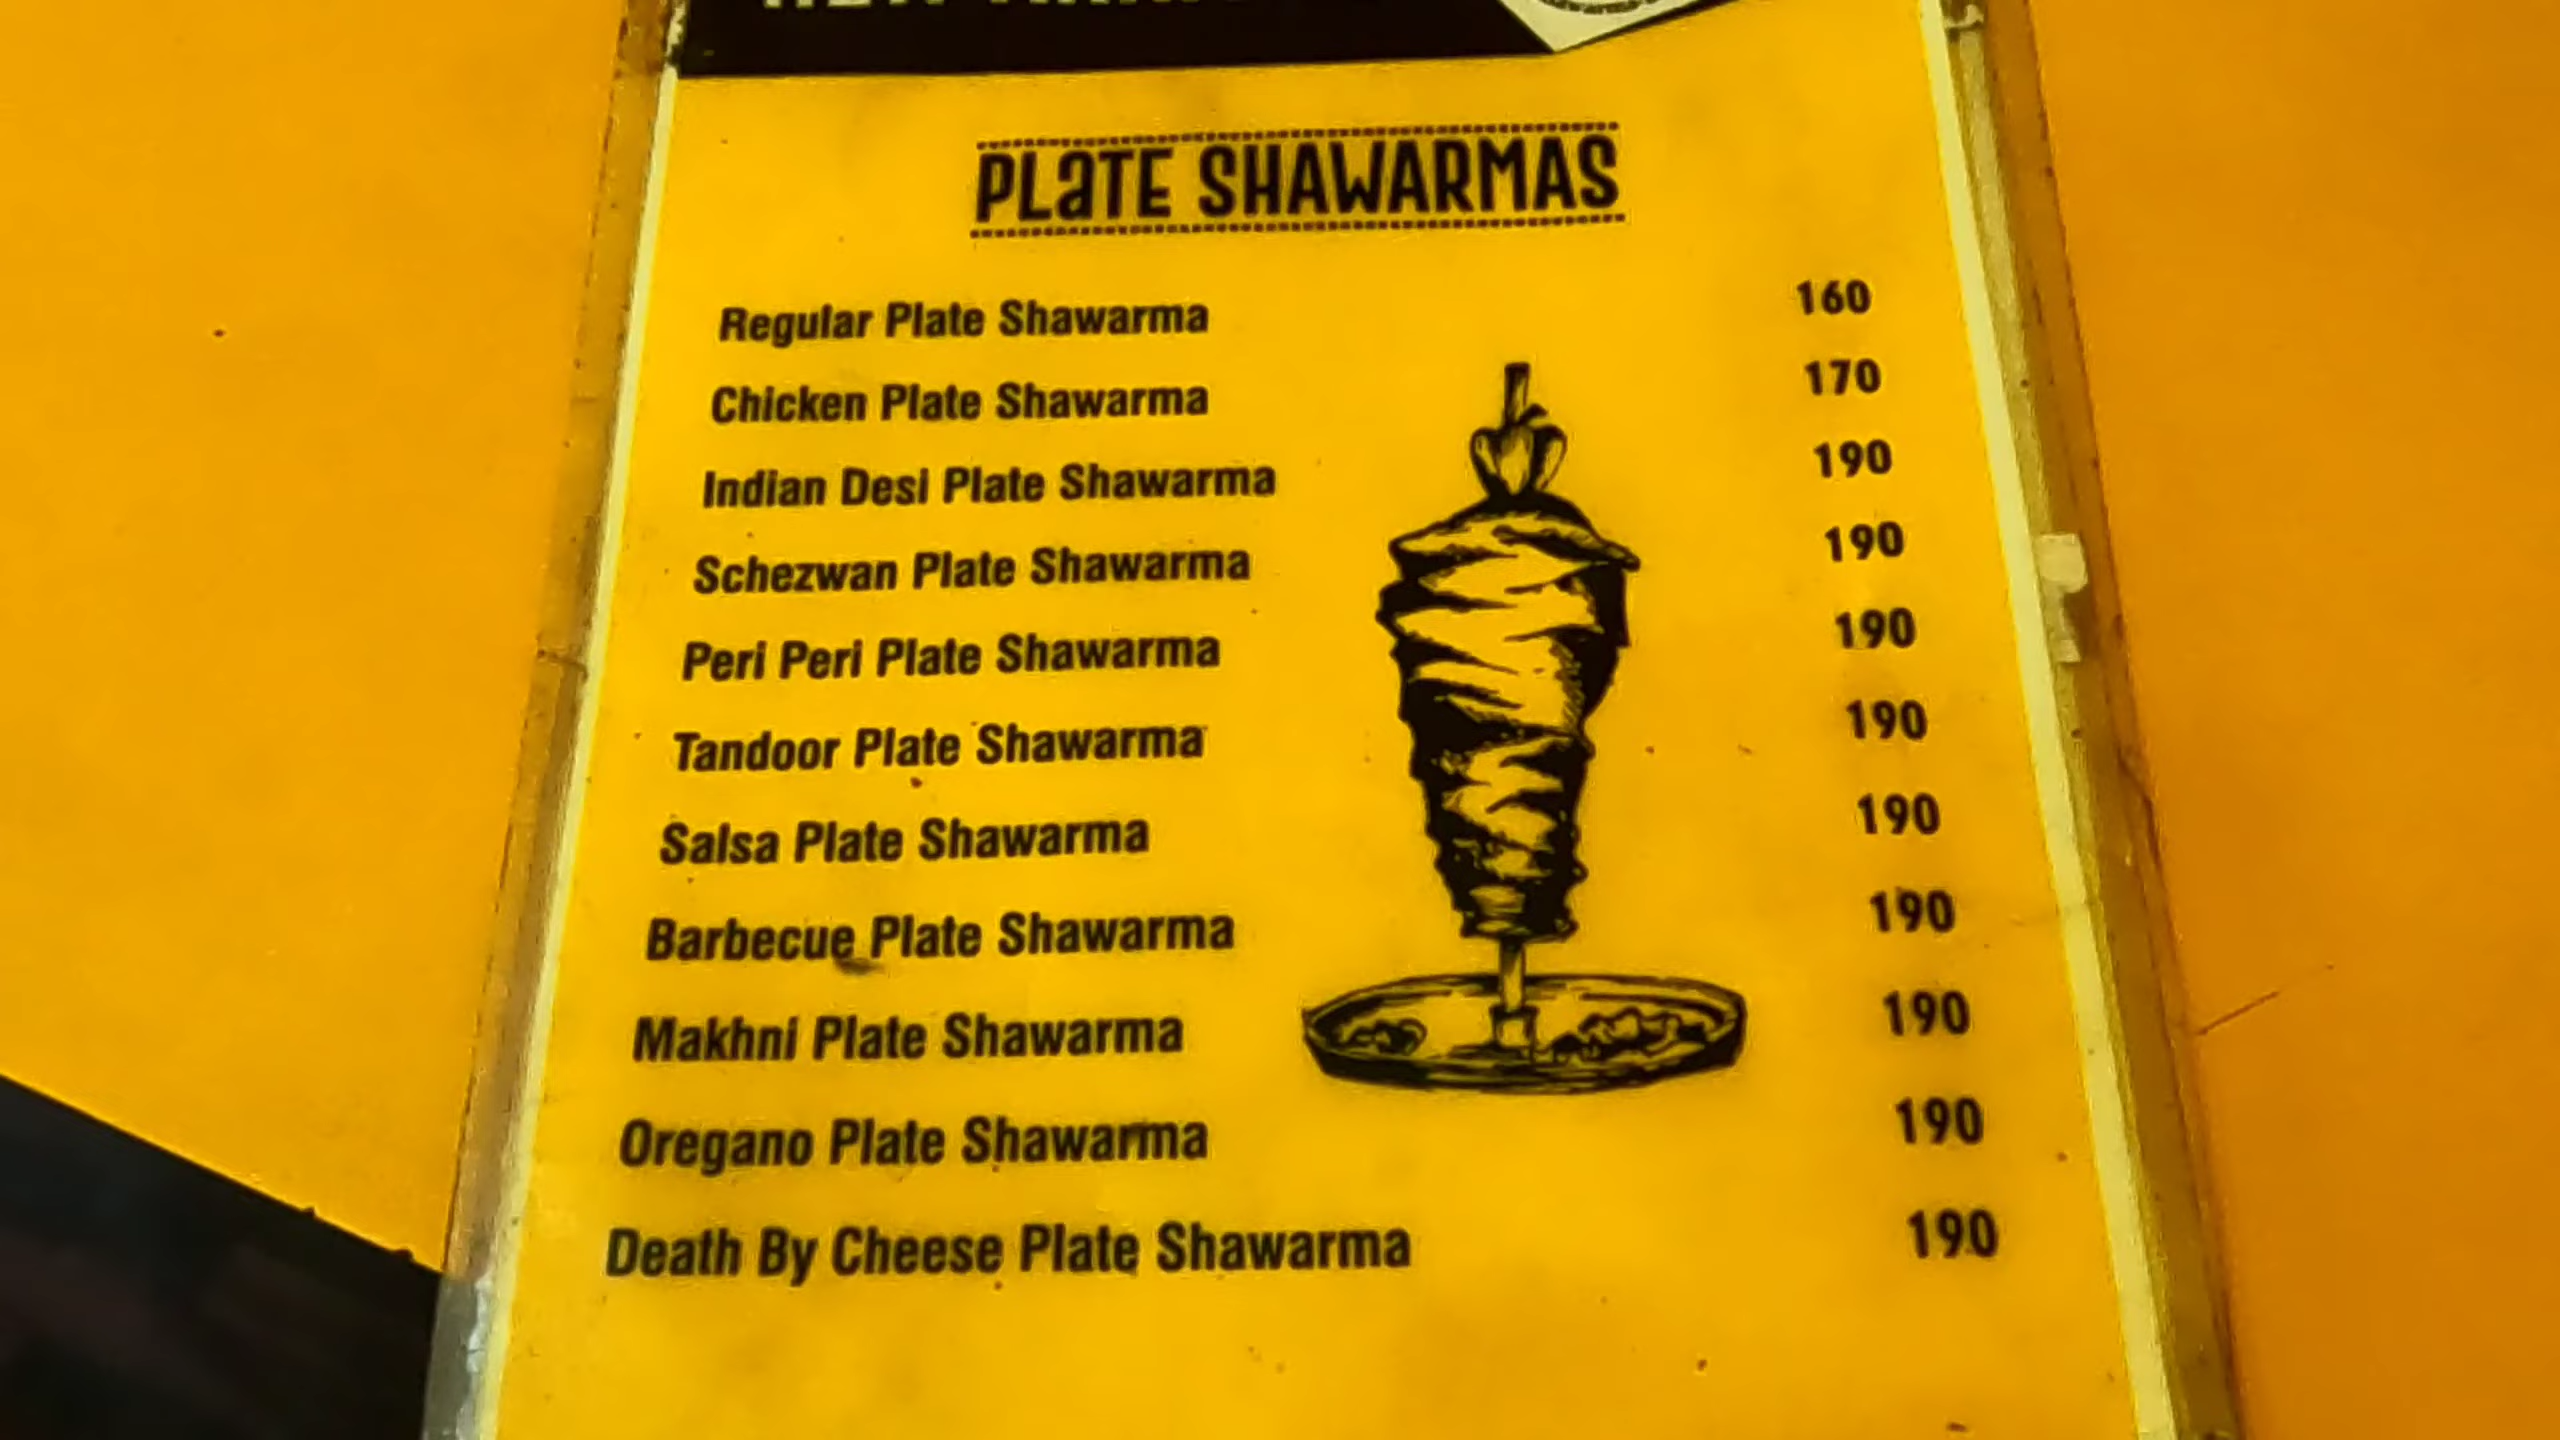 PLATE SHAWARMAS
Regular Plate Shawarma 160
Chicken Plate Shawarma 170
Indian Desi Plate Shawarma 190
Schezwan Plate Shawarma 190
Peri Peri Plate Shawarma 190
Tandoor Plate Shawarma 190
Salsa Plate Shawarma 190
Barbecue Plate Shawarma 190
Makhni Plate Shawarma 190
Oregano Plate Shawarma 190
Death By Cheese Plate Shawarma 190